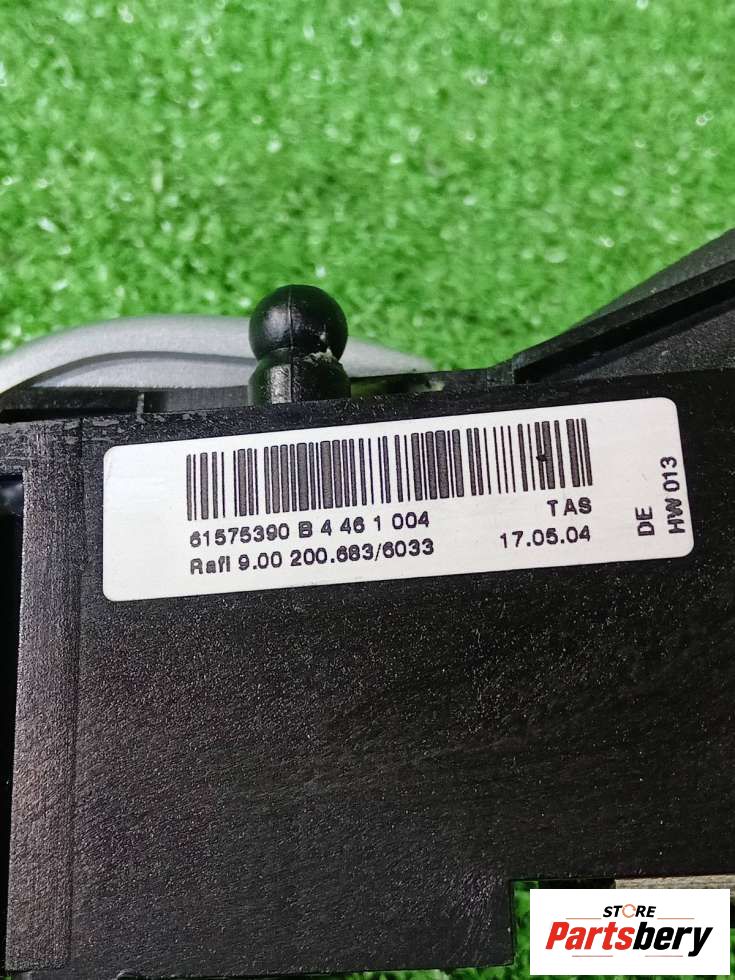 61575390 B 4 46 1 004
TAS
Rafi 9.00 200.683/6033
17.05.04
DE
HW 013
STORE
Partsbery